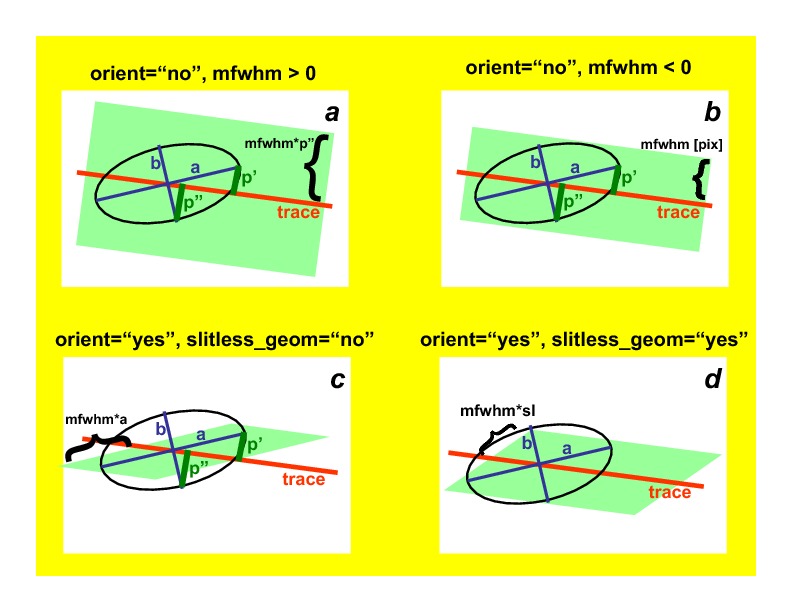 orient=“no”, mfwhm > 0
orient=“no”, mfwhm < 0
a
mfwhm*p”
b
a
p’
p”
trace
b
mfwhm [pix]
b
a
p’
p”
trace
orient=“yes”, slitless_geom=“no”
orient=“yes”, slitless_geom=“yes”
c
mfwhm*a
b
a
p’
p”
trace
d
mfwhm*sl
b
a
trace